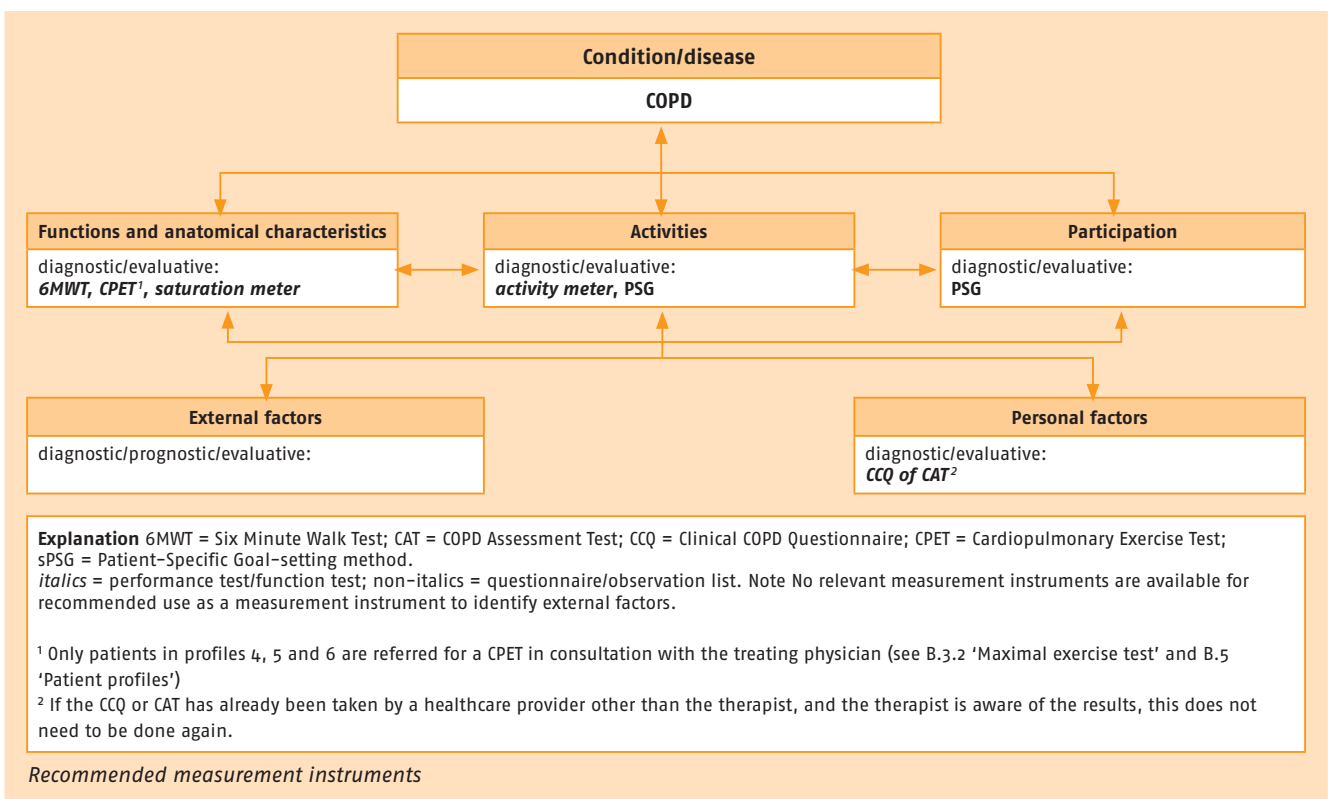 Condition/disease
COPD
Functions and anatomical characteristics
diagnostic/evaluative:
6MWT, CPET¹, saturation meter
Activities
diagnostic/evaluative:
activity meter, PSG
Participation
diagnostic/evaluative:
PSG
External factors
diagnostic/prognostic/evaluative:
Personal factors
diagnostic/evaluative:
CCQ of CAT²
Explanation 6MWT = Six Minute Walk Test; CAT = COPD Assessment Test; CCQ = Clinical COPD Questionnaire; CPET = Cardiopulmonary Exercise Test;
sPSG = Patient-Specific Goal-setting method.
italics = performance test/function test; non-italics = questionnaire/observation list. Note No relevant measurement instruments are available for
recommended use as a measurement instrument to identify external factors.
¹ Only patients in profiles 4, 5 and 6 are referred for a CPET in consultation with the treating physician (see B.3.2 ‘Maximal exercise test’ and B.5
‘Patient profiles’)
² If the CCQ or CAT has already been taken by a healthcare provider other than the therapist, and the therapist is aware of the results, this does not
need to be done again.
Recommended measurement instruments